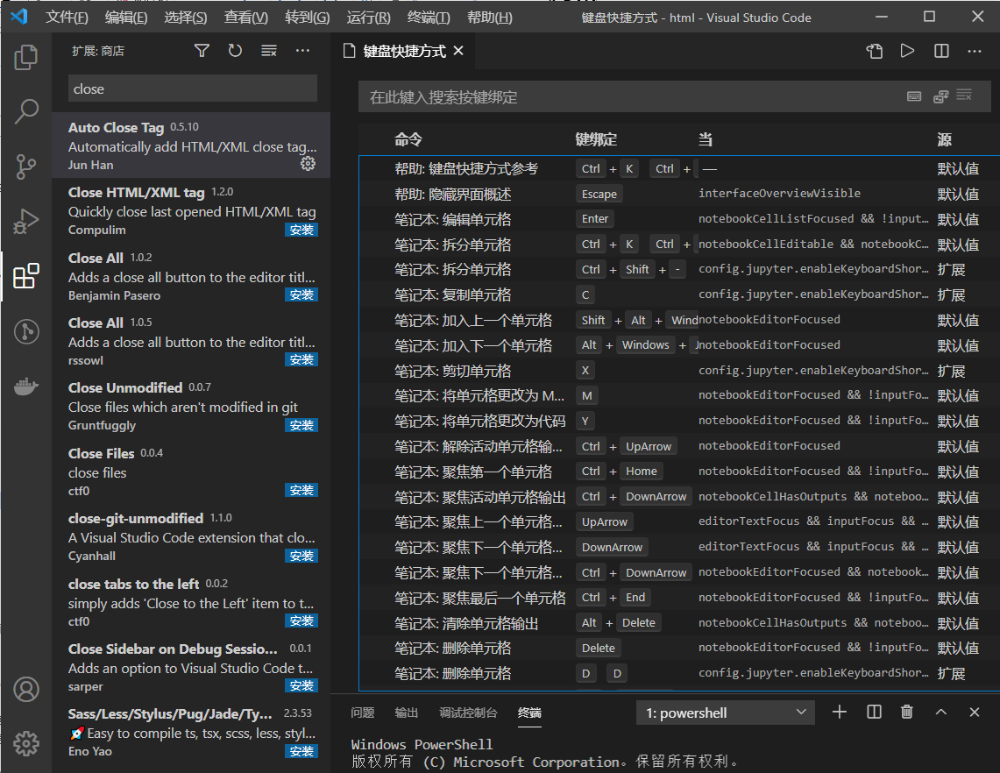 文件(F) 编辑(E) 选择(S) 查看(V) 转到(G) 运行(R) 终端(T) 帮助(H) 键盘快捷方式 - html - Visual Studio Code
扩展: 商店
close
Auto Close Tag 0.5.10
Automatically add HTML/XML close tag...
Jun Han
Close HTML/XML tag 1.2.0
Quickly close last opened HTML/XML tag
Compulim 安装
Close All 1.0.2
Adds a close all button to the editor titl...
Benjamin Pasero 安装
Close All 1.0.5
Adds a close all button to the editor titl...
rssowl 安装
Close Unmodified 0.0.7
Close files which aren't modified in git
Gruntfuggly 安装
Close Files 0.0.4
close files
ctf0 安装
close-git-unmodified 1.1.0
A Visual Studio Code extension that clo...
Cyanhall 安装
close tabs to the left 0.0.2
simply adds 'Close to the Left' item to t...
ctf0 安装
Close Sidebar on Debug Sessio... 0.0.1
Adds an option to Visual Studio Code t...
sarper 安装
Sass/Less/Stylus/Pug/Jade/Ty... 2.3.53
🚀 Easy to compile ts, tsx, scss, less, styl...
Eno Yao 安装
键盘快捷方式
在此键入搜索按键绑定
命令 键绑定 当 源
帮助: 键盘快捷方式参考 Ctrl + K Ctrl + — 默认值
帮助: 隐藏界面概述 Escape interfaceOverviewVisible 默认值
笔记本: 编辑单元格 Enter notebookCellListFocused && !input... 默认值
笔记本: 拆分单元格 Ctrl + K Ctrl + notebookCellEditable && notebookC... 默认值
笔记本: 拆分单元格 Ctrl + Shift + - config.jupyter.enableKeyboardShor... 扩展
笔记本: 复制单元格 C config.jupyter.enableKeyboardShor... 扩展
笔记本: 加入上一个单元格 Shift + Alt + Wind notebookEditorFocused 默认值
笔记本: 加入下一个单元格 Alt + Windows + J notebookEditorFocused 默认值
笔记本: 剪切单元格 X config.jupyter.enableKeyboardShor... 扩展
笔记本: 将单元格更改为 M... M notebookEditorFocused && !inputFo... 默认值
笔记本: 将单元格更改为代码 Y notebookEditorFocused && !inputFo... 默认值
笔记本: 解除活动单元格输... Ctrl + UpArrow notebookEditorFocused 默认值
笔记本: 聚焦第一个单元格 Ctrl + Home notebookEditorFocused && !inputFo... 默认值
笔记本: 聚焦活动单元格输出 Ctrl + DownArrow notebookCellHasOutputs && noteboo... 默认值
笔记本: 聚焦上一个单元格... UpArrow editorTextFocus && inputFocus && ... 默认值
笔记本: 聚焦下一个单元格... DownArrow editorTextFocus && inputFocus && ... 默认值
笔记本: 聚焦下一个单元格... Ctrl + DownArrow notebookEditorFocused && notebook... 默认值
笔记本: 聚焦最后一个单元格 Ctrl + End notebookEditorFocused && !inputFo... 默认值
笔记本: 清除单元格输出 Alt + Delete notebookCellHasOutputs && noteboo... 默认值
笔记本: 删除单元格 Delete notebookEditorFocused && !inputFo... 默认值
笔记本: 删除单元格 D D config.jupyter.enableKeyboardShor... 扩展
问题 输出 调试控制台 终端 1: powershell
Windows PowerShell
版权所有 (C) Microsoft Corporation。保留所有权利。